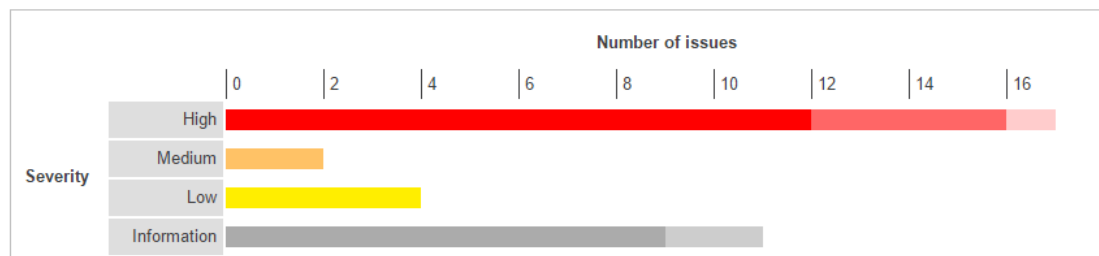 Number of issues
0 2 4 6 8 10 12 14 16
High
Medium
Severity
Low
Information